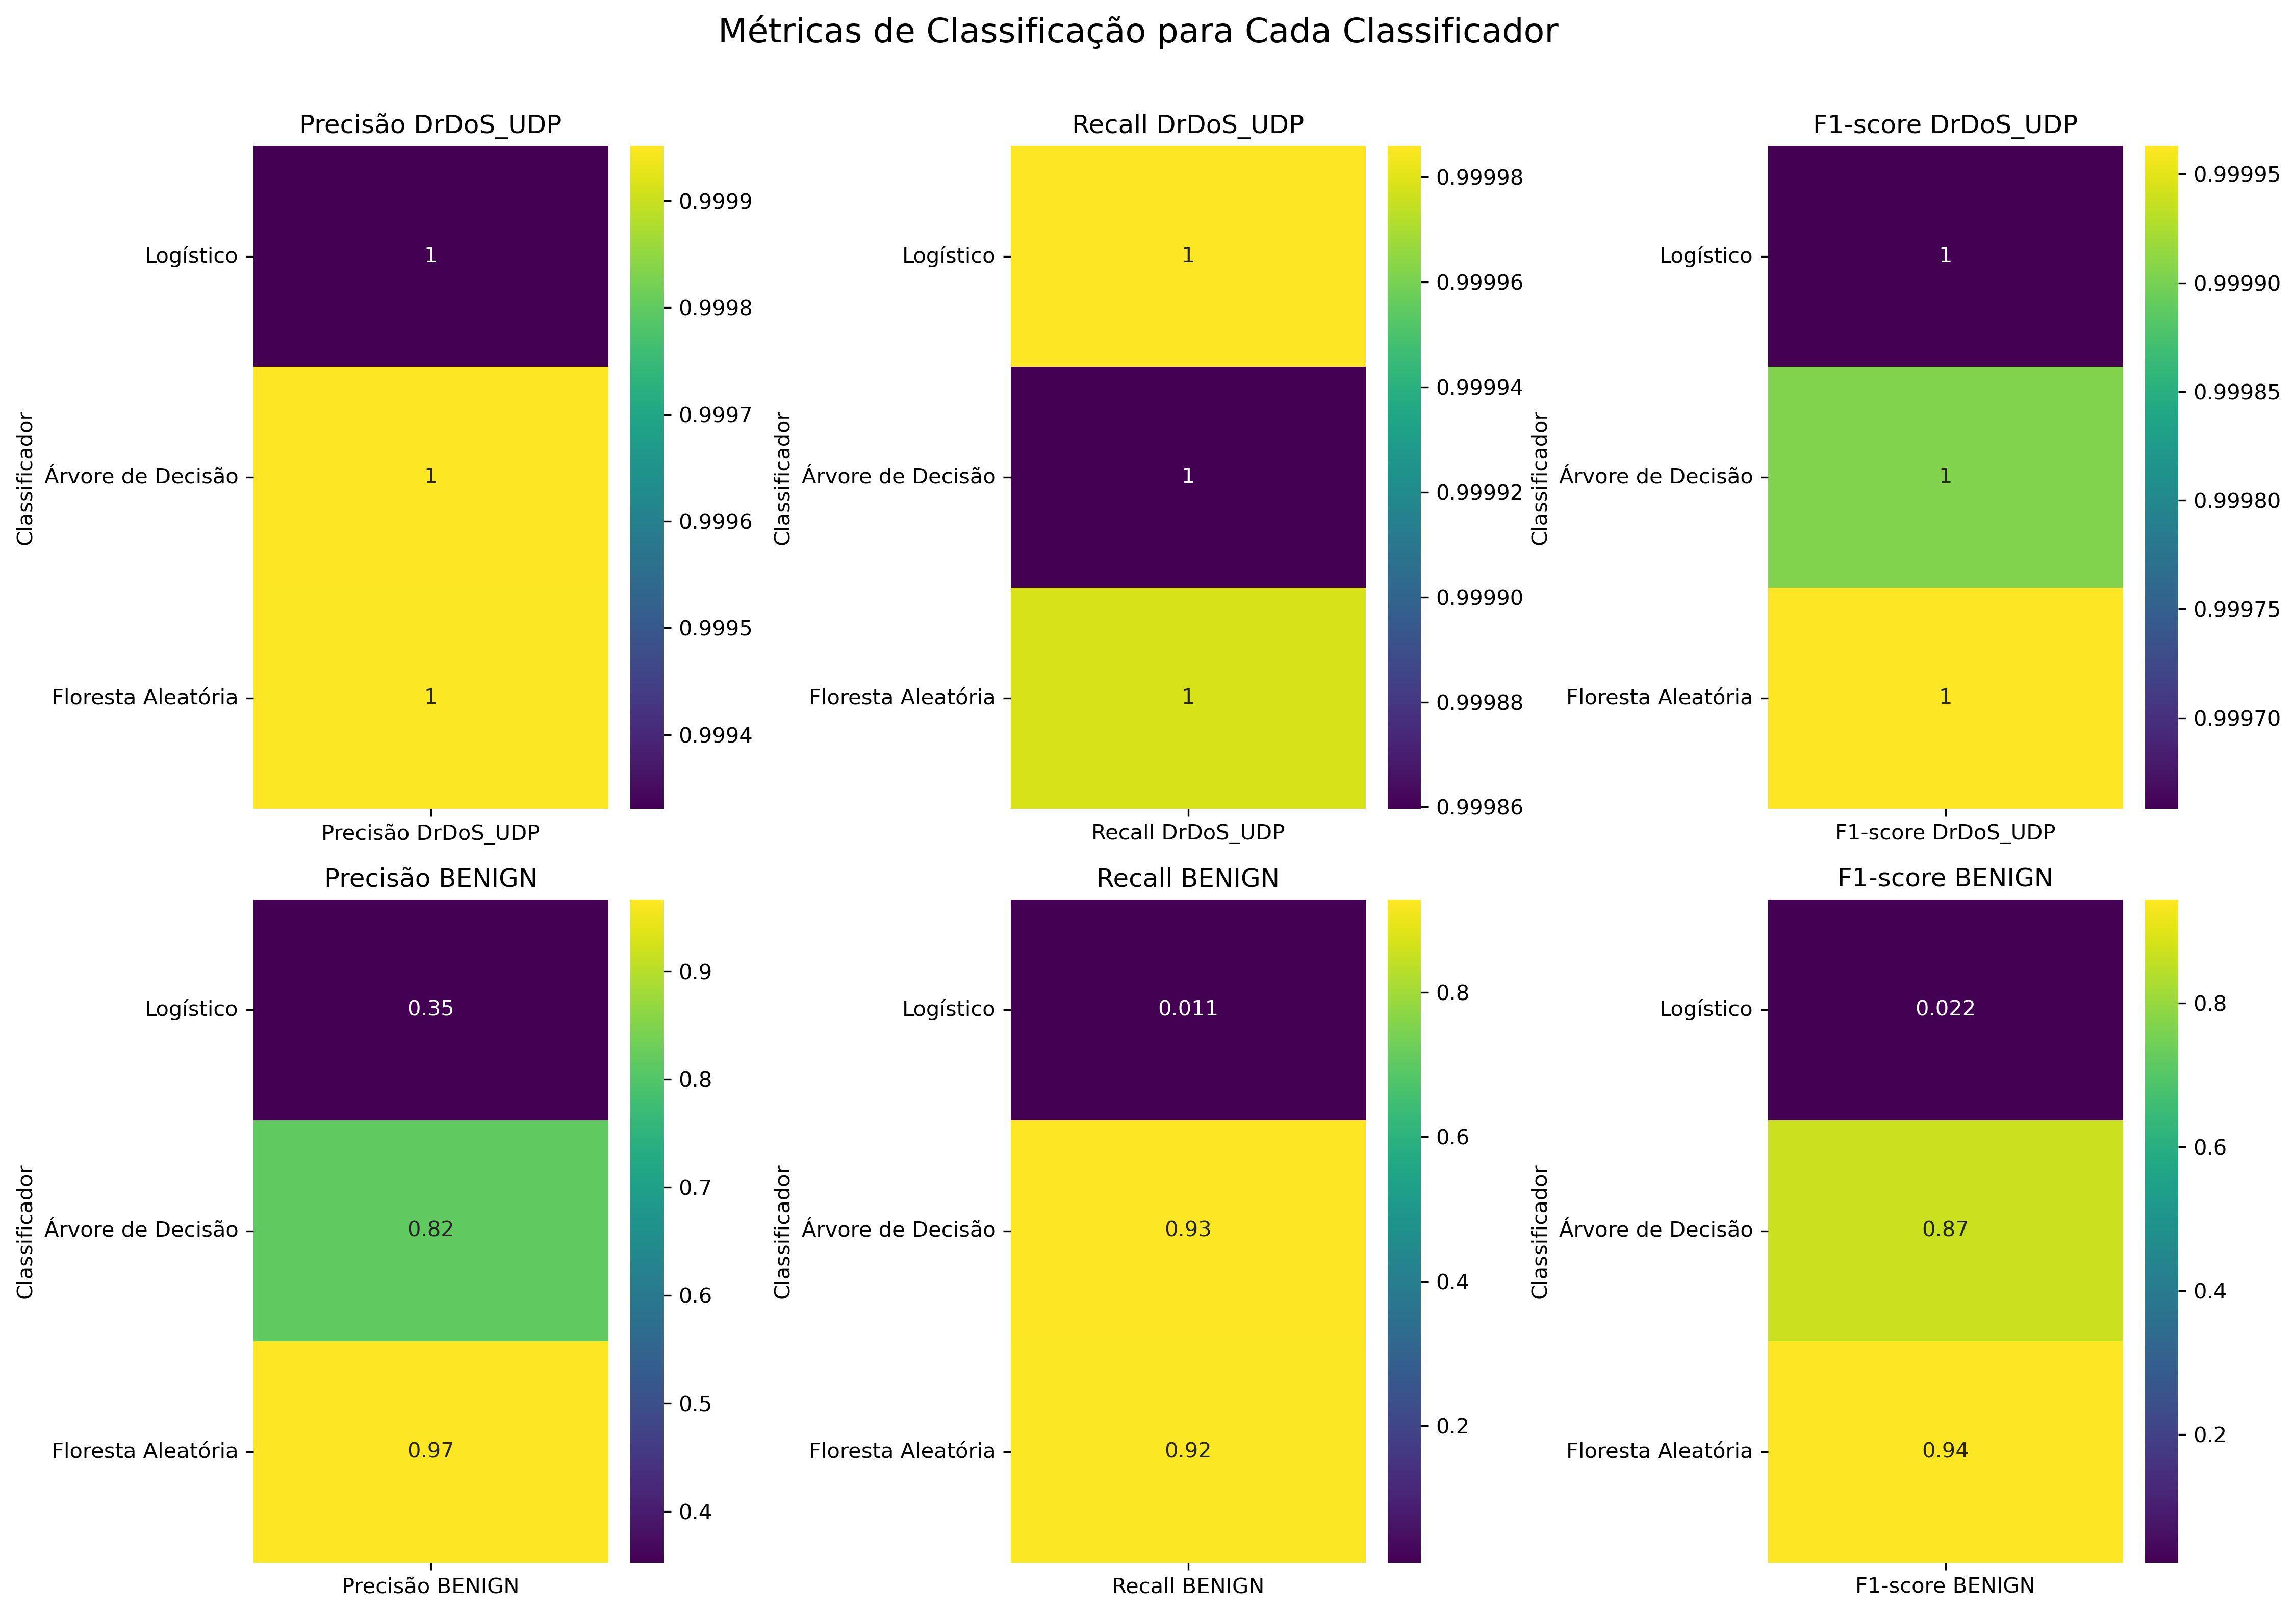 Métricas de Classificação para Cada Classificador
Precisão DrDoS_UDP
Classificador
Logístico
Árvore de Decisão
Floresta Aleatória
1
1
1
Precisão DrDoS_UDP
0.9999
0.9998
0.9997
0.9996
0.9995
0.9994
Recall DrDoS_UDP
Classificador
Logístico
Árvore de Decisão
Floresta Aleatória
1
1
1
Recall DrDoS_UDP
0.99998
0.99996
0.99994
0.99992
0.99990
0.99988
0.99986
F1-score DrDoS_UDP
Classificador
Logístico
Árvore de Decisão
Floresta Aleatória
1
1
1
F1-score DrDoS_UDP
0.99995
0.99990
0.99985
0.99980
0.99975
0.99970
Precisão BENIGN
Classificador
Logístico
Árvore de Decisão
Floresta Aleatória
0.35
0.82
0.97
Precisão BENIGN
0.9
0.8
0.7
0.6
0.5
0.4
Recall BENIGN
Classificador
Logístico
Árvore de Decisão
Floresta Aleatória
0.011
0.93
0.92
Recall BENIGN
0.8
0.6
0.4
0.2
F1-score BENIGN
Classificador
Logístico
Árvore de Decisão
Floresta Aleatória
0.022
0.87
0.94
F1-score BENIGN
0.8
0.6
0.4
0.2